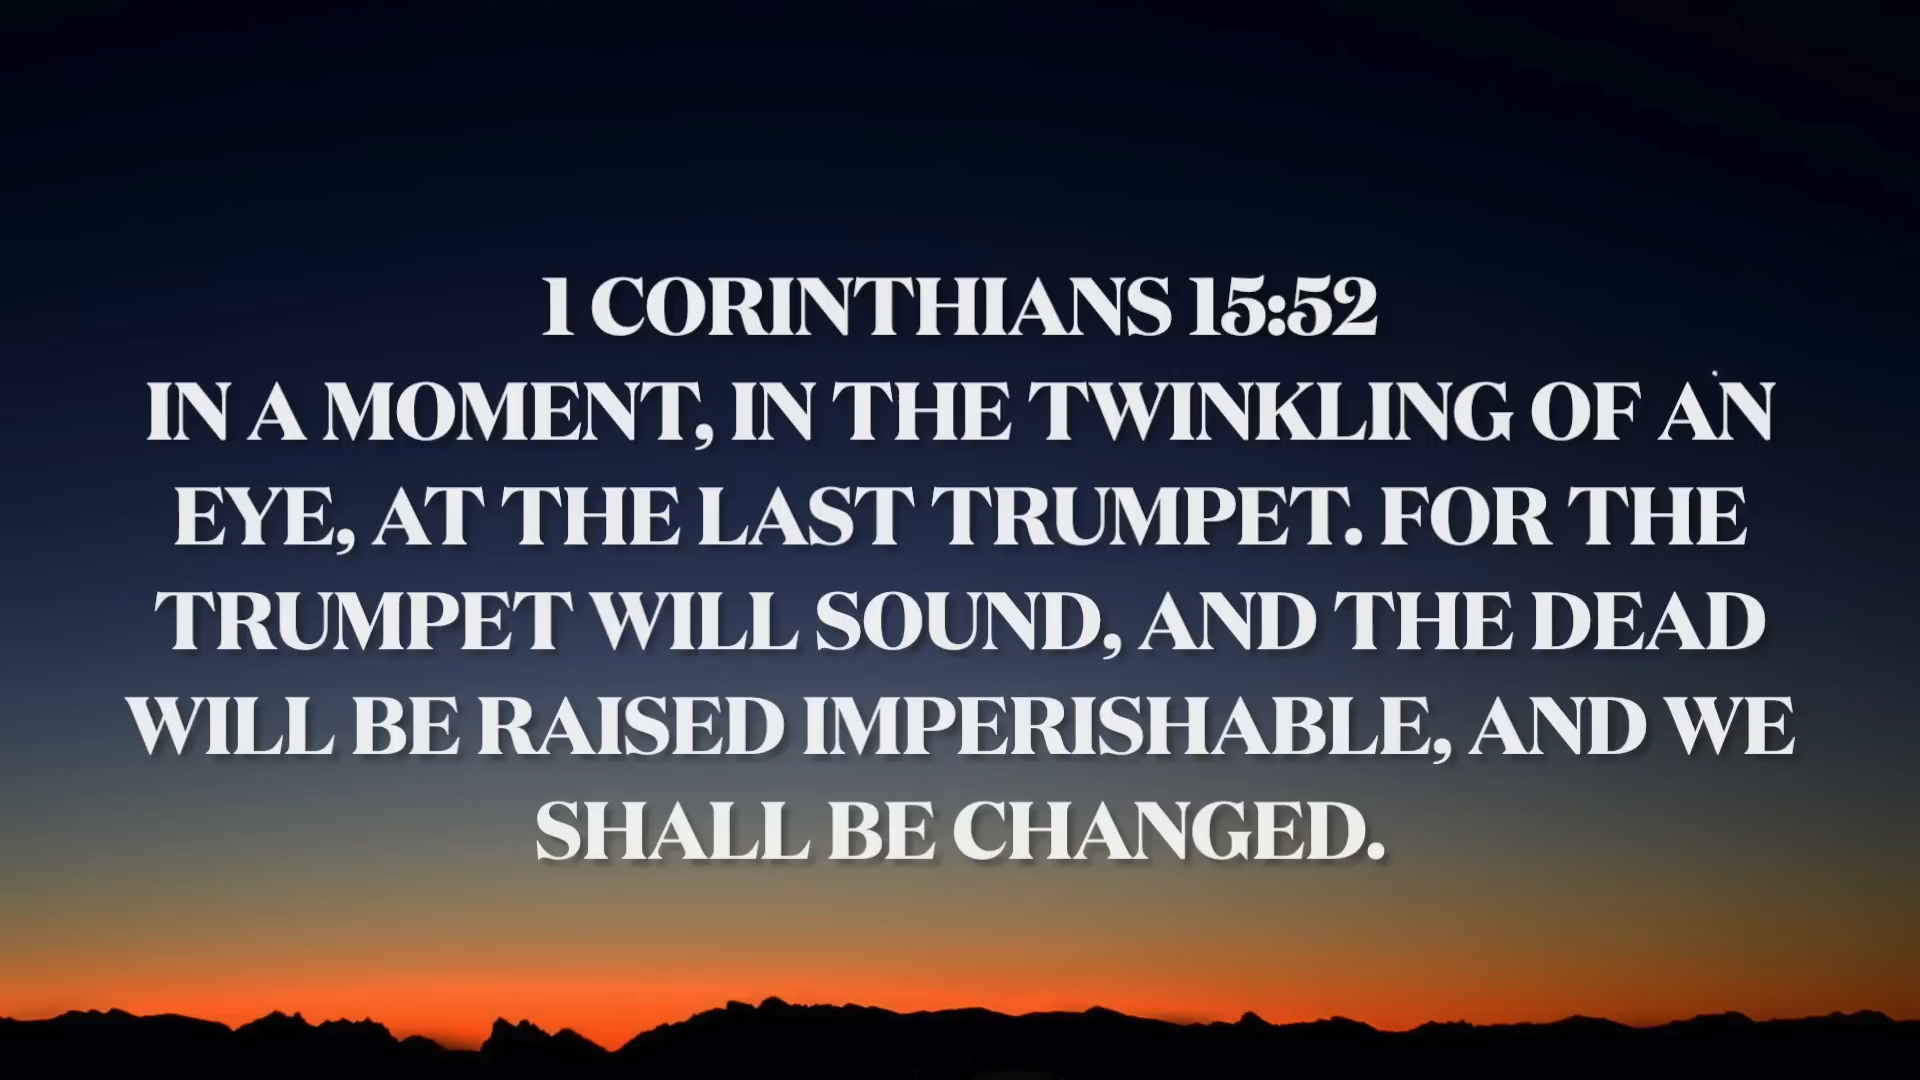 1 CORINTHIANS 15:52
IN A MOMENT, IN THE TWINKLING OF AN
EYE, AT THE LAST TRUMPET. FOR THE
TRUMPET WILL SOUND, AND THE DEAD
WILL BE RAISED IMPERISHABLE, AND WE
SHALL BE CHANGED.